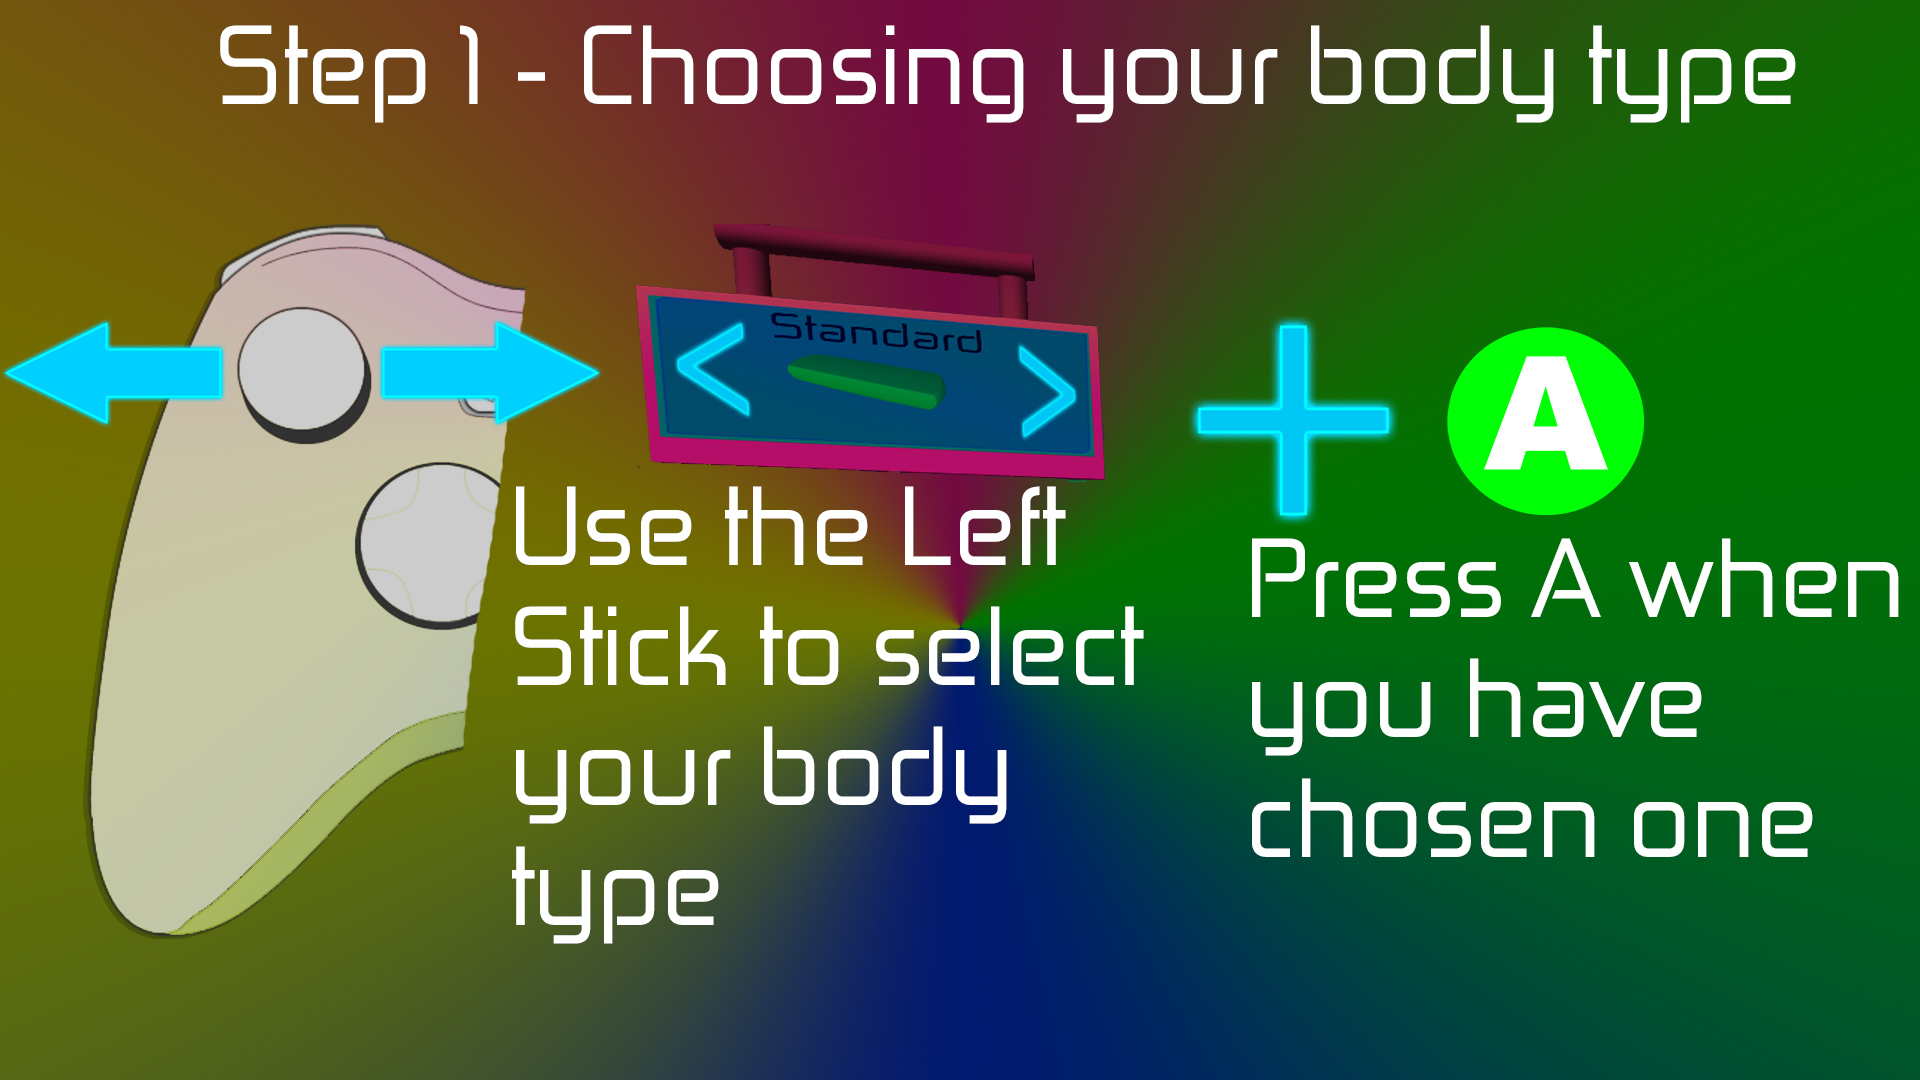 Step 1 - Choosing your body type
< Standard >
Use the Left
Stick to select
your body
type
A
Press A when
you have
chosen one